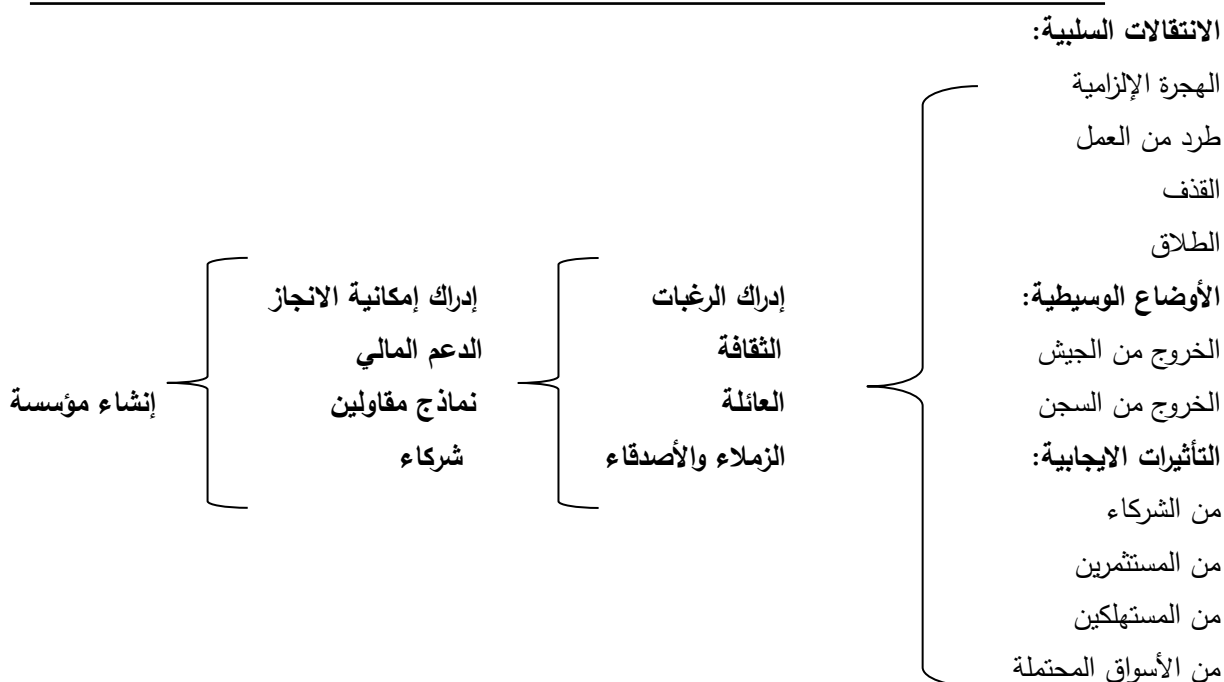 الانتقالات السلبية:
الهجرة الإلزامية
طرد من العمل
القذف
الطلاق
الأوضاع الوسيطية:
الخروج من الجيش
الخروج من السجن
التأثيرات الايجابية:
من الشركاء
من المستثمرين
من المستهلكين
من الأسواق المحتملة
إدراك الرغبات
الثقافة
العائلة
الزملاء والأصدقاء
إدراك إمكانية الانجاز
الدعم المالي
نماذج مقاولين
شركاء
إنشاء مؤسسة